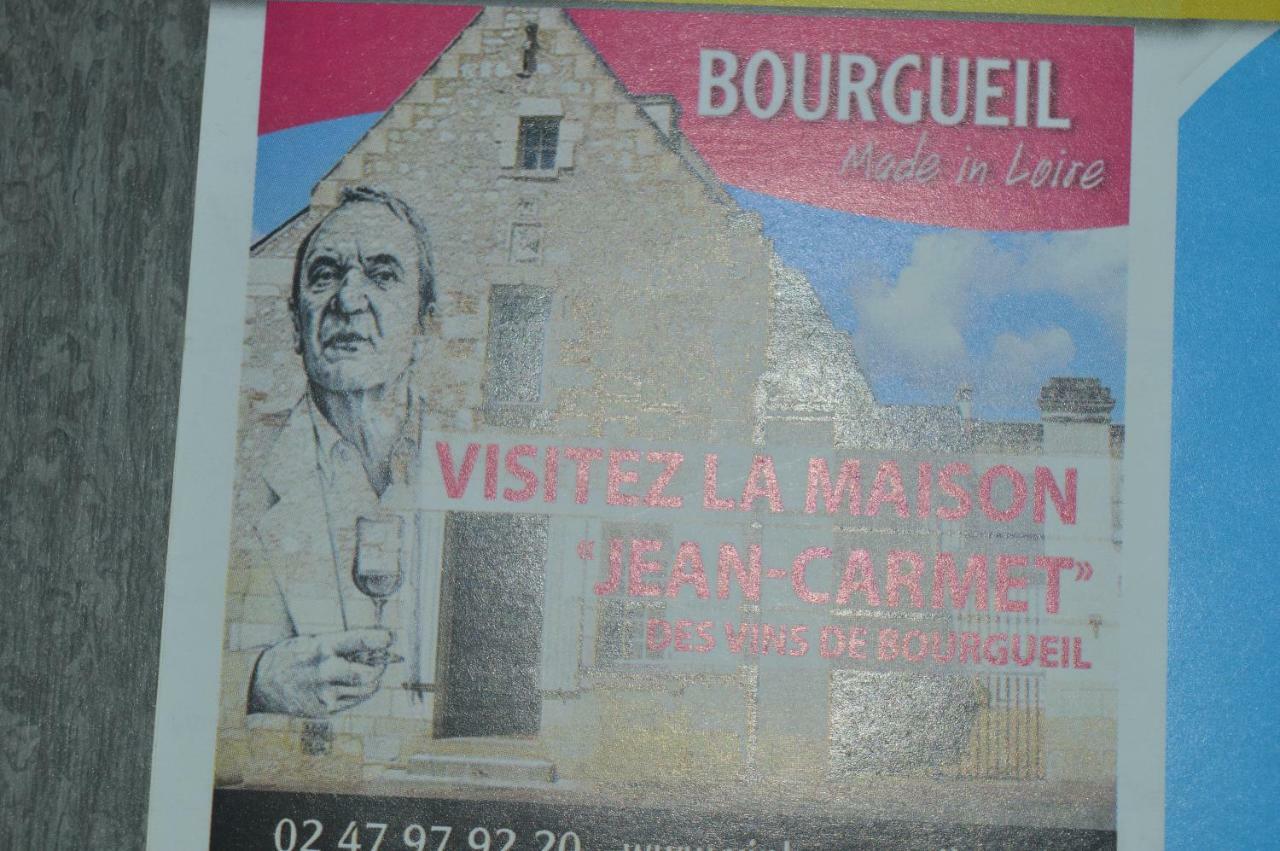 BOURGUEIL
Made in Loire
VISITEZ LA MAISON
“JEAN-CARMET”
DES VINS DE BOURGUEIL
02 47 97 92 20